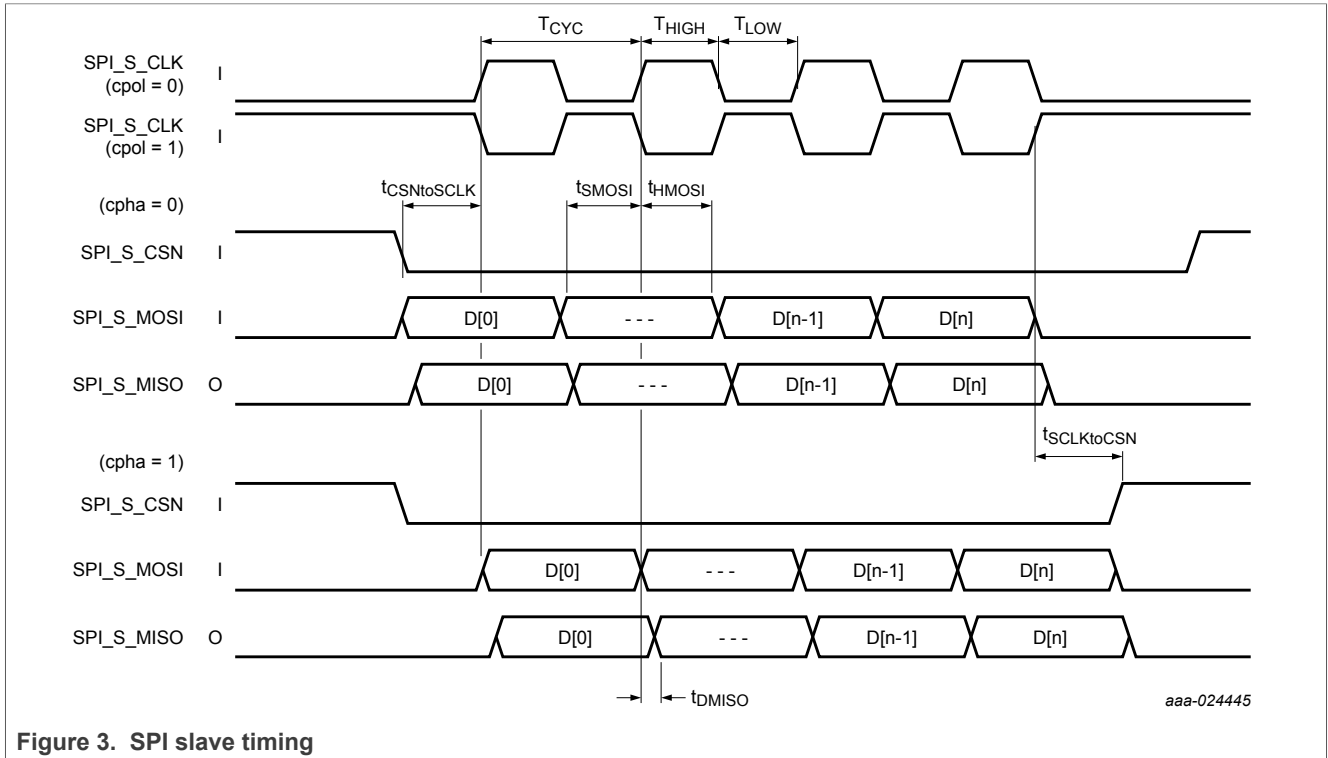 TCYC THIGH TLOW
SPI_S_CLK
(cpol = 0) I
SPI_S_CLK
(cpol = 1) I
tCSNtoSCLK tSMOSI tHMOSI
(cpha = 0)
SPI_S_CSN I
SPI_S_MOSI I D[0] - - - D[n-1] D[n]
SPI_S_MISO O D[0] - - - D[n-1] D[n]
tSCLKtoCSN
(cpha = 1)
SPI_S_CSN I
SPI_S_MOSI I D[0] - - - D[n-1] D[n]
SPI_S_MISO O D[0] - - - D[n-1] D[n]
tDMISO
aaa-024445
Figure 3. SPI slave timing